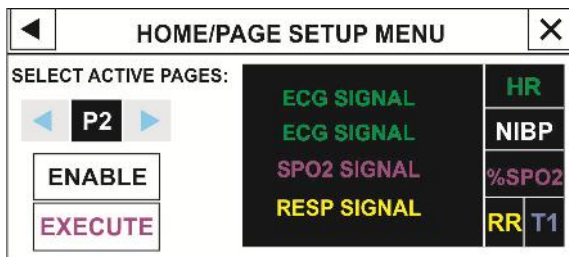 HOME/PAGE SETUP MENU
SELECT ACTIVE PAGES:
P2
ENABLE
EXECUTE
ECG SIGNAL
ECG SIGNAL
SPO2 SIGNAL
RESP SIGNAL
HR
NIBP
%SPO2
RR T1